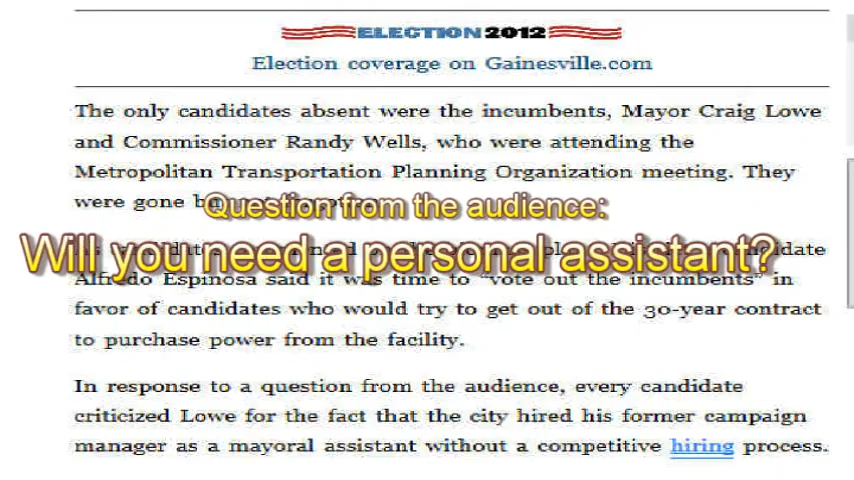 ELECTION 2012
Election coverage on Gainesville.com
The only candidates absent were the incumbents, Mayor Craig Lowe
and Commissioner Randy Wells, who were attending the
Metropolitan Transportation Planning Organization meeting. They
were gone
Question from the audience:
Will you need a personal assistant?
Alfredo Espinosa said it was time to "vote out the incumbents" in
favor of candidates who would try to get out of the 30-year contract
to purchase power from the facility.
In response to a question from the audience, every candidate
criticized Lowe for the fact that the city hired his former campaign
manager as a mayoral assistant without a competitive hiring process.